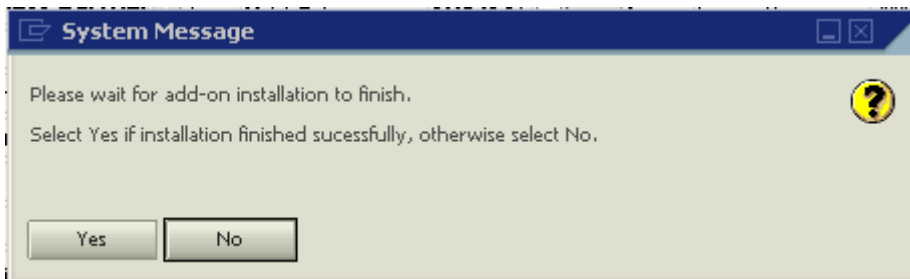 System Message
Please wait for add-on installation to finish.
Select Yes if installation finished sucessfully, otherwise select No.
Yes
No